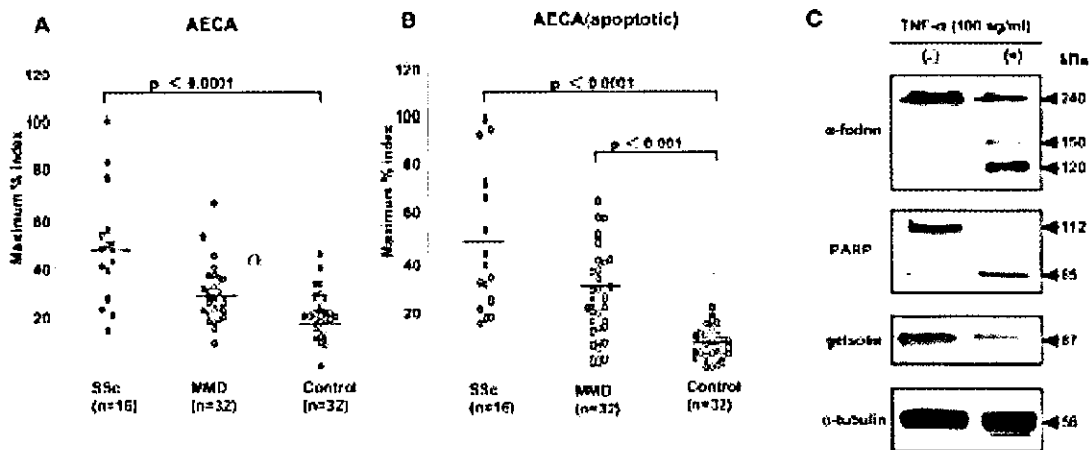 A
AECA
Maximum % index
120
100
80
60
40
20
p < 0.0001
SSc
(n=16)
MMD
(n=32)
Control
(n=32)
B
AECA(apoptotic)
Maximum % index
120
100
80
60
40
20
p < 0.0001
p < 0.001
SSc
(n=16)
MMD
(n=32)
Control
(n=32)
C
TNF-α (100 ng/ml)
(-)
(+)
kDa
α-fodrin
240
150
120
PARP
112
85
gelsolin
α-tubulin